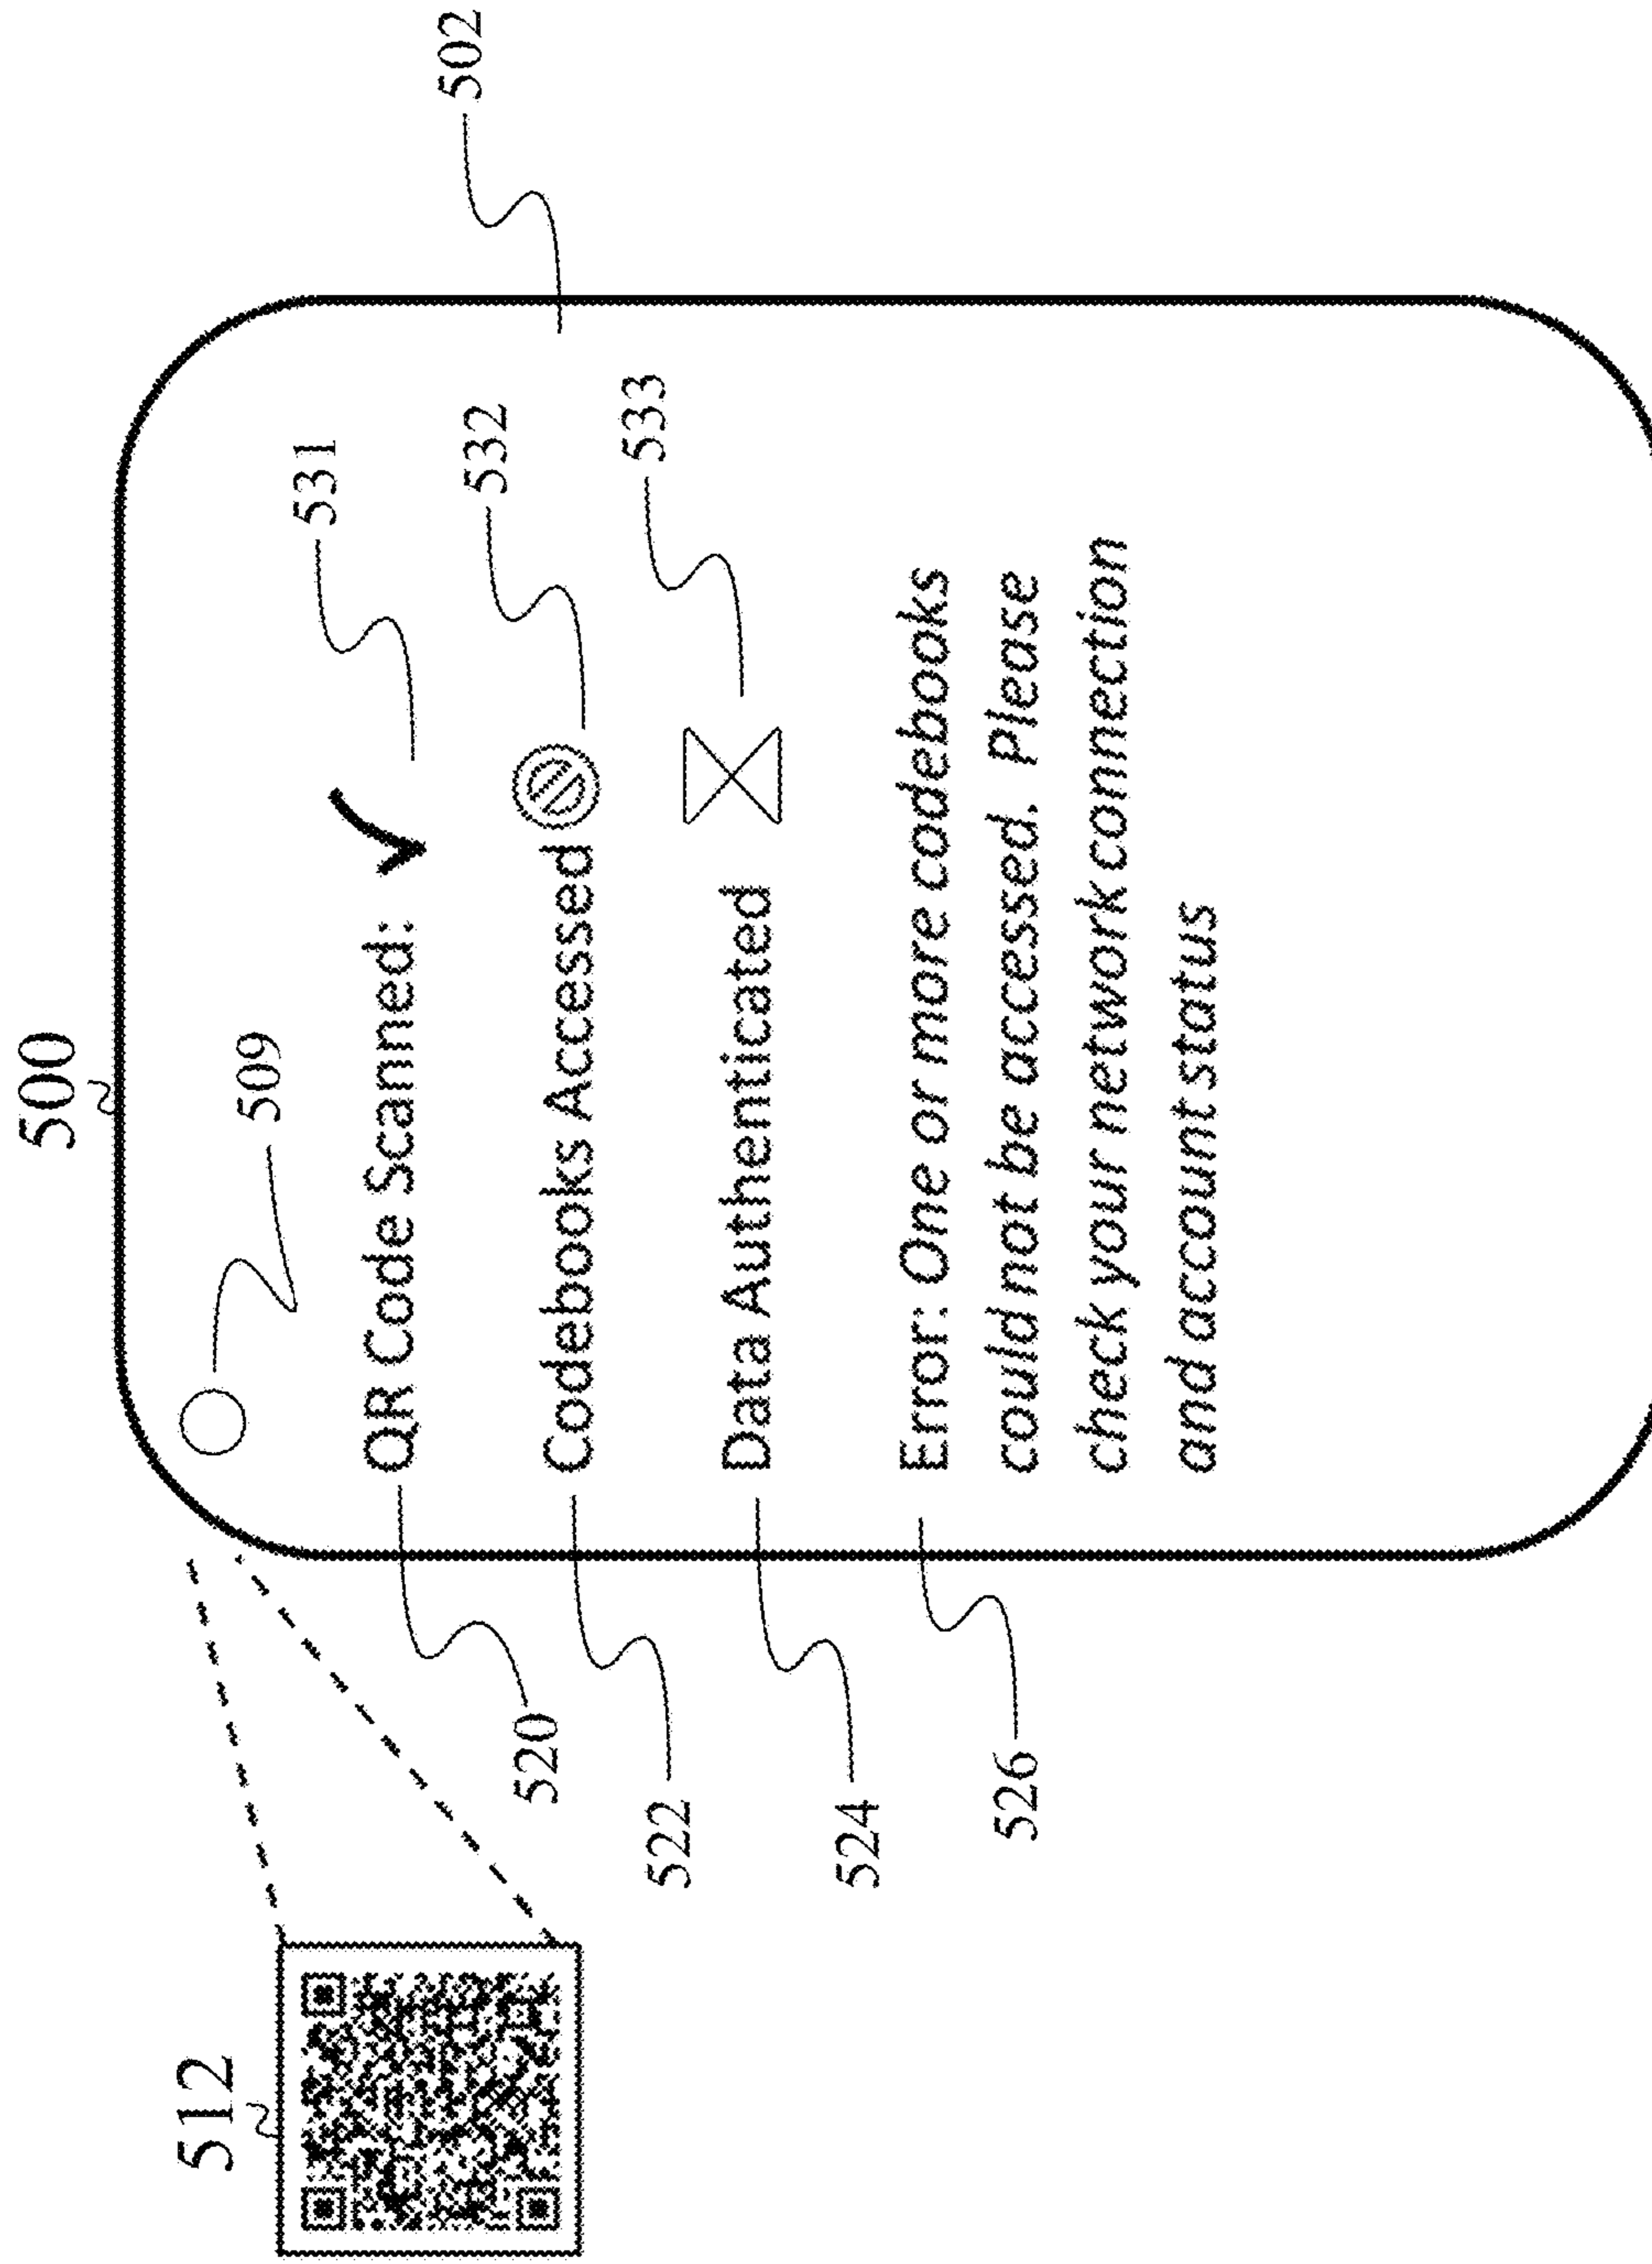 500
509
512
QR Code Scanned:
531
520
502
Codebooks Accessed
532
522
Data Authenticated
533
524
Error: One or more codebooks
could not be accessed. Please
check your network connection
and account status
526